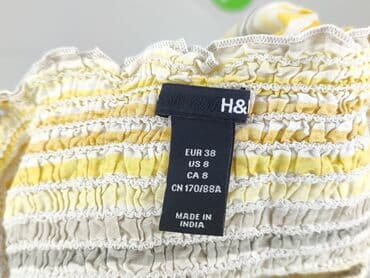 H&
EUR 38
US 8
CA 8
CN 170/88A
MADE IN
INDIA